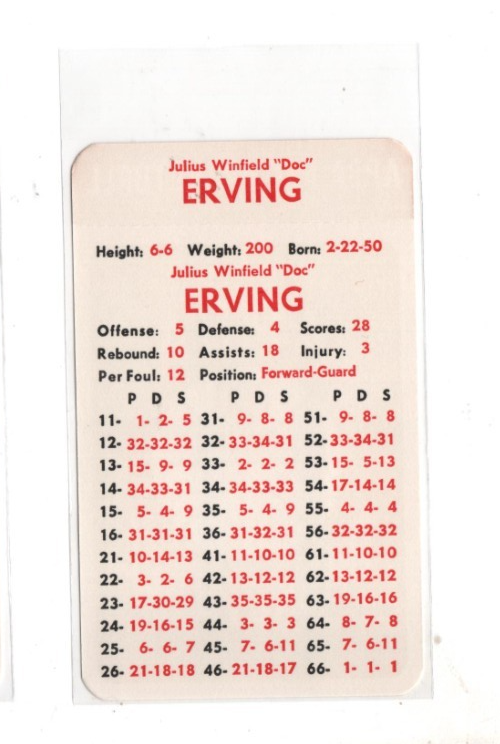 Julius Winfield "Doc"
ERVING
Height: 6-6 Weight: 200 Born: 2-22-50
Julius Winfield "Doc"
ERVING
Offense: 5 Defense: 4 Scores: 28
Rebound: 10 Assists: 18 Injury: 3
Per Foul: 12 Position: Forward-Guard
P D S P D S P D S
11- 1- 2- 5 31- 9- 8- 8 51- 9- 8- 8
12- 32-32-32 32- 33-34-31 52- 33-34-31
13- 15- 9- 9 33- 2- 2- 2 53- 15- 5-13
14- 34-33-31 34- 34-33-33 54- 17-14-14
15- 5- 4- 9 35- 5- 4- 9 55- 4- 4- 4
16- 31-31-31 36- 31-32-31 56- 32-32-32
21- 10-14-13 41- 11-10-10 61- 11-10-10
22- 3- 2- 6 42- 13-12-12 62- 13-12-12
23- 17-30-29 43- 35-35-35 63- 19-16-16
24- 19-16-15 44- 3- 3- 3 64- 8- 7- 8
25- 6- 6- 7 45- 7- 6-11 65- 7- 6-11
26- 21-18-18 46- 21-18-17 66- 1- 1- 1